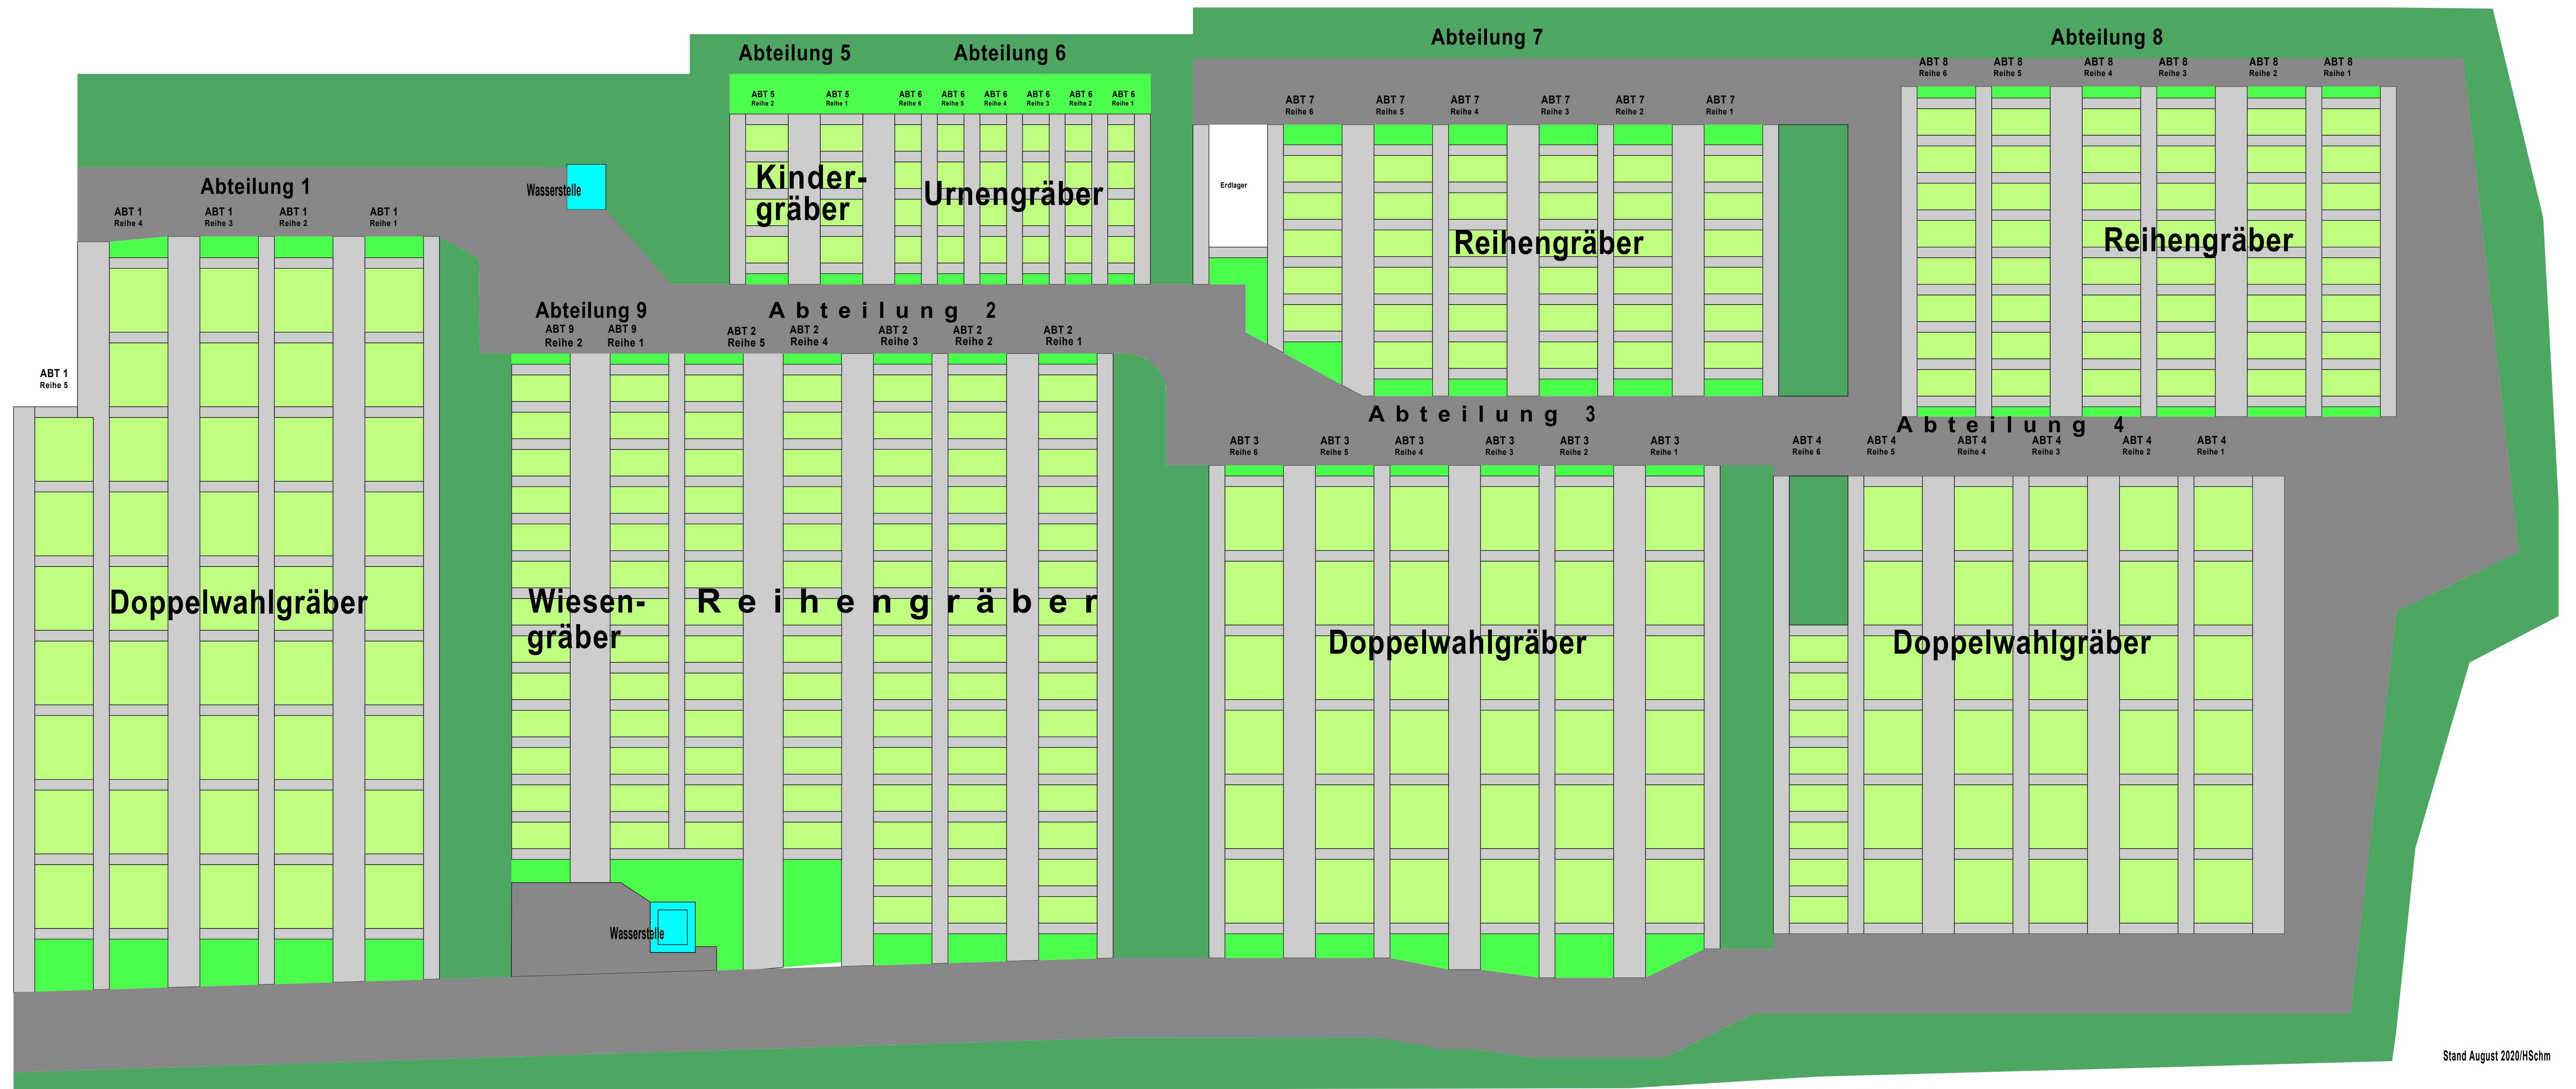 Abteilung 5
Abteilung 6
Abteilung 7
Abteilung 8
ABT 8
Reihe 6
ABT 8
Reihe 5
ABT 8
Reihe 4
ABT 8
Reihe 3
ABT 8
Reihe 2
ABT 8
Reihe 1
ABT 5
Reihe 2
ABT 5
Reihe 1
ABT 6
Reihe 6
ABT 6
Reihe 5
ABT 6
Reihe 4
ABT 6
Reihe 3
ABT 6
Reihe 2
ABT 6
Reihe 1
ABT 7
Reihe 6
ABT 7
Reihe 5
ABT 7
Reihe 4
ABT 7
Reihe 3
ABT 7
Reihe 2
ABT 7
Reihe 1
Kinder-
gräber
Urnengräber
Erdlager
Reihengräber
Reihengräber
Abteilung 1
Wasserstelle
ABT 1
Reihe 4
ABT 1
Reihe 3
ABT 1
Reihe 2
ABT 1
Reihe 1
ABT 1
Reihe 5
Abteilung 9
Abteilung 2
ABT 9
Reihe 2
ABT 9
Reihe 1
ABT 2
Reihe 5
ABT 2
Reihe 4
ABT 2
Reihe 3
ABT 2
Reihe 2
ABT 2
Reihe 1
Abteilung 3
Abteilung 4
ABT 3
Reihe 6
ABT 3
Reihe 5
ABT 3
Reihe 4
ABT 3
Reihe 3
ABT 3
Reihe 2
ABT 3
Reihe 1
ABT 4
Reihe 6
ABT 4
Reihe 5
ABT 4
Reihe 4
ABT 4
Reihe 3
ABT 4
Reihe 2
ABT 4
Reihe 1
Doppelwahlgräber
Wiesen-
gräber
Reihengräber
Doppelwahlgräber
Doppelwahlgräber
Wasserstelle
Stand August 2020/HSchm